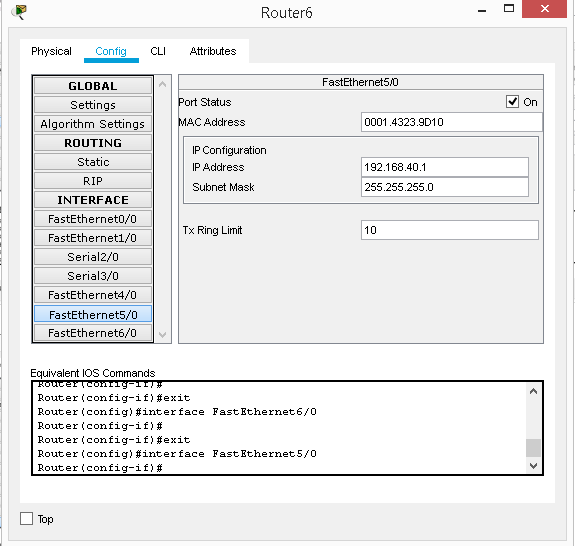 Router6
Physical Config CLI Attributes
GLOBAL
Settings
Algorithm Settings
ROUTING
Static
RIP
INTERFACE
FastEthernet0/0
FastEthernet1/0
Serial2/0
Serial3/0
FastEthernet4/0
FastEthernet5/0
FastEthernet6/0
FastEthernet5/0
Port Status On
MAC Address 0001.4323.9D10
IP Configuration
IP Address 192.168.40.1
Subnet Mask 255.255.255.0
Tx Ring Limit 10
Equivalent IOS Commands
Router(config-if)#
Router(config-if)#exit
Router(config)#interface FastEthernet6/0
Router(config-if)#
Router(config-if)#exit
Router(config)#interface FastEthernet5/0
Router(config-if)#
Top